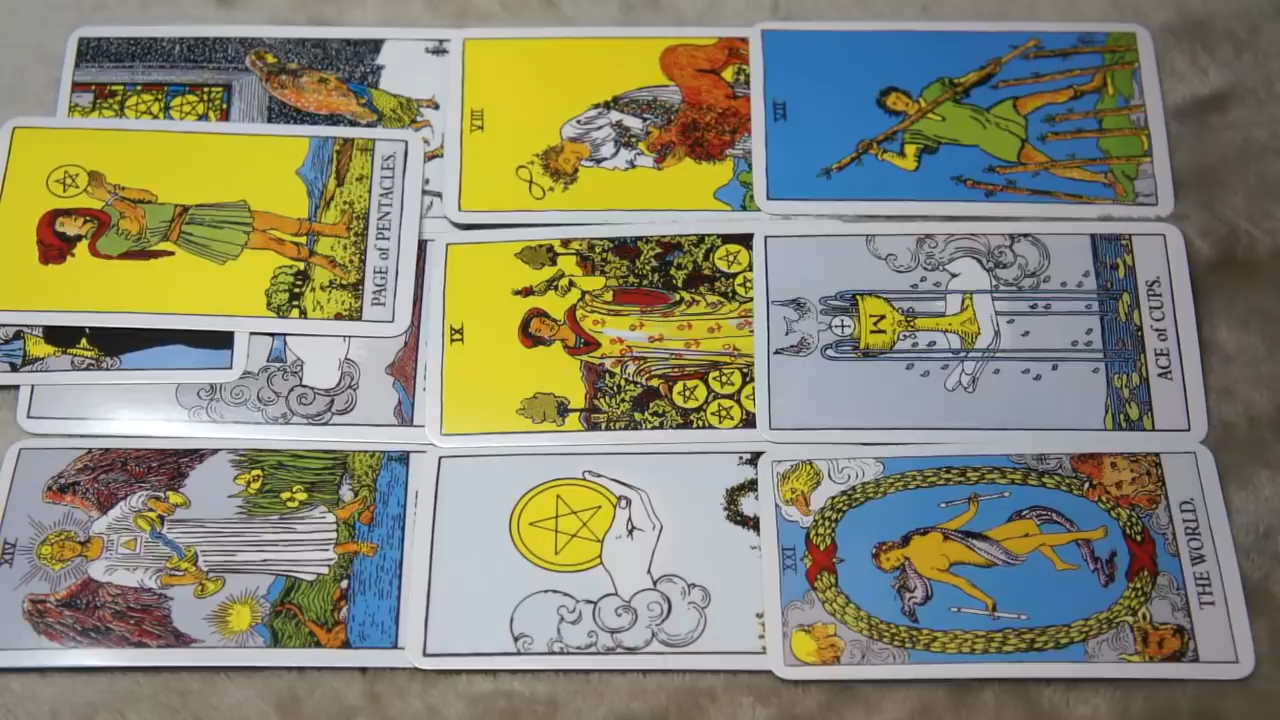 VIII
VII
PAGE of PENTACLES.
IX
ACE of CUPS.
XIV
XXI
THE WORLD.